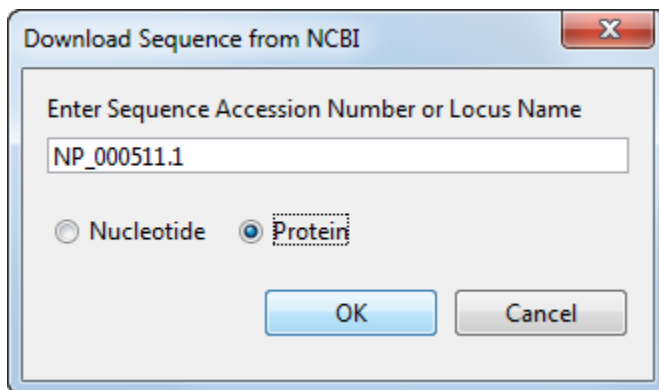 Download Sequence from NCBI
Enter Sequence Accession Number or Locus Name
NP_000511.1
Nucleotide Protein
OK Cancel